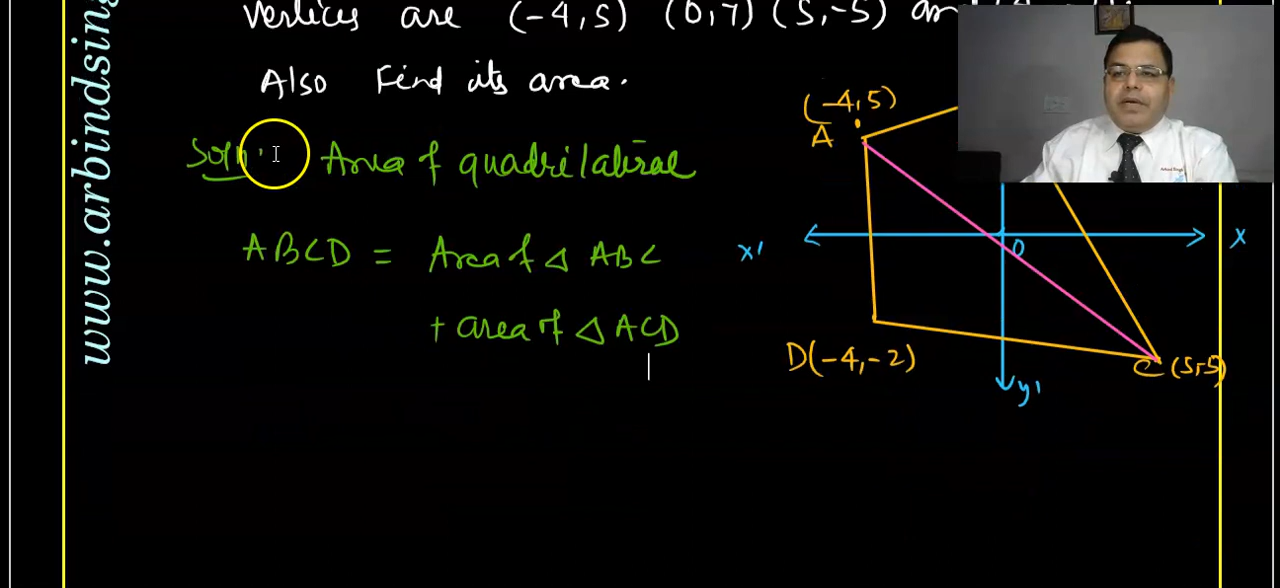 vertices are (-4,5) (0,7) (5,-5) and
Also Find its area.
Soln: Area of quadrilateral
ABCD = Area of △ ABC
+ area of △ ACD
(-4,5)
A
X'
O
X
D(-4,-2)
C (5,-5)
y'
www.arbindsing